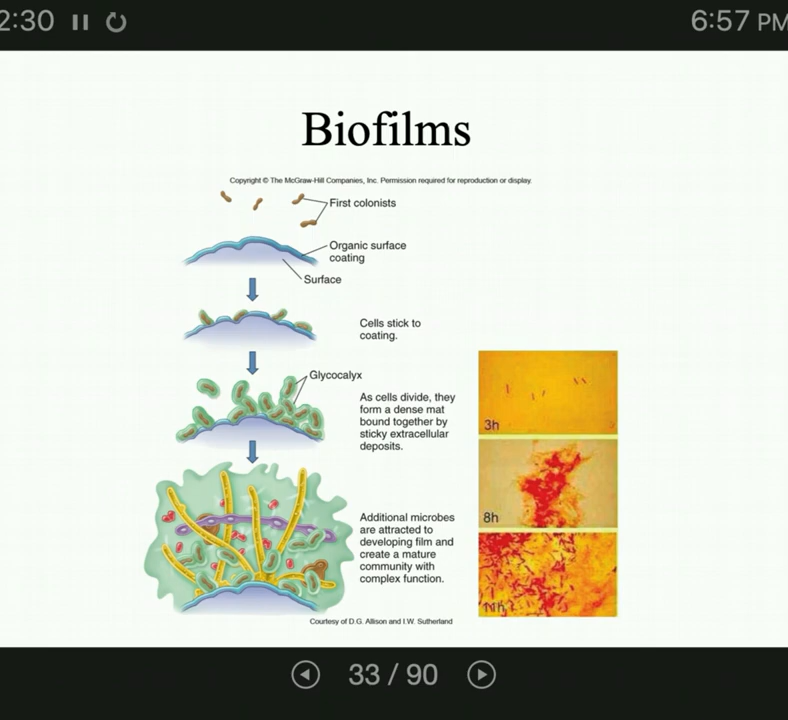 2:30
6:57 PM
Biofilms
Copyright © The McGraw-Hill Companies, Inc. Permission required for reproduction or display.
First colonists
Organic surface
coating
Surface
Cells stick to
coating.
Glycocalyx
As cells divide, they
form a dense mat
bound together by
sticky extracellular
deposits.
3h
8h
Additional microbes
are attracted to
developing film and
create a mature
community with
complex function.
11h
Courtesy of D.G. Allison and I.W. Sutherland
33 / 90